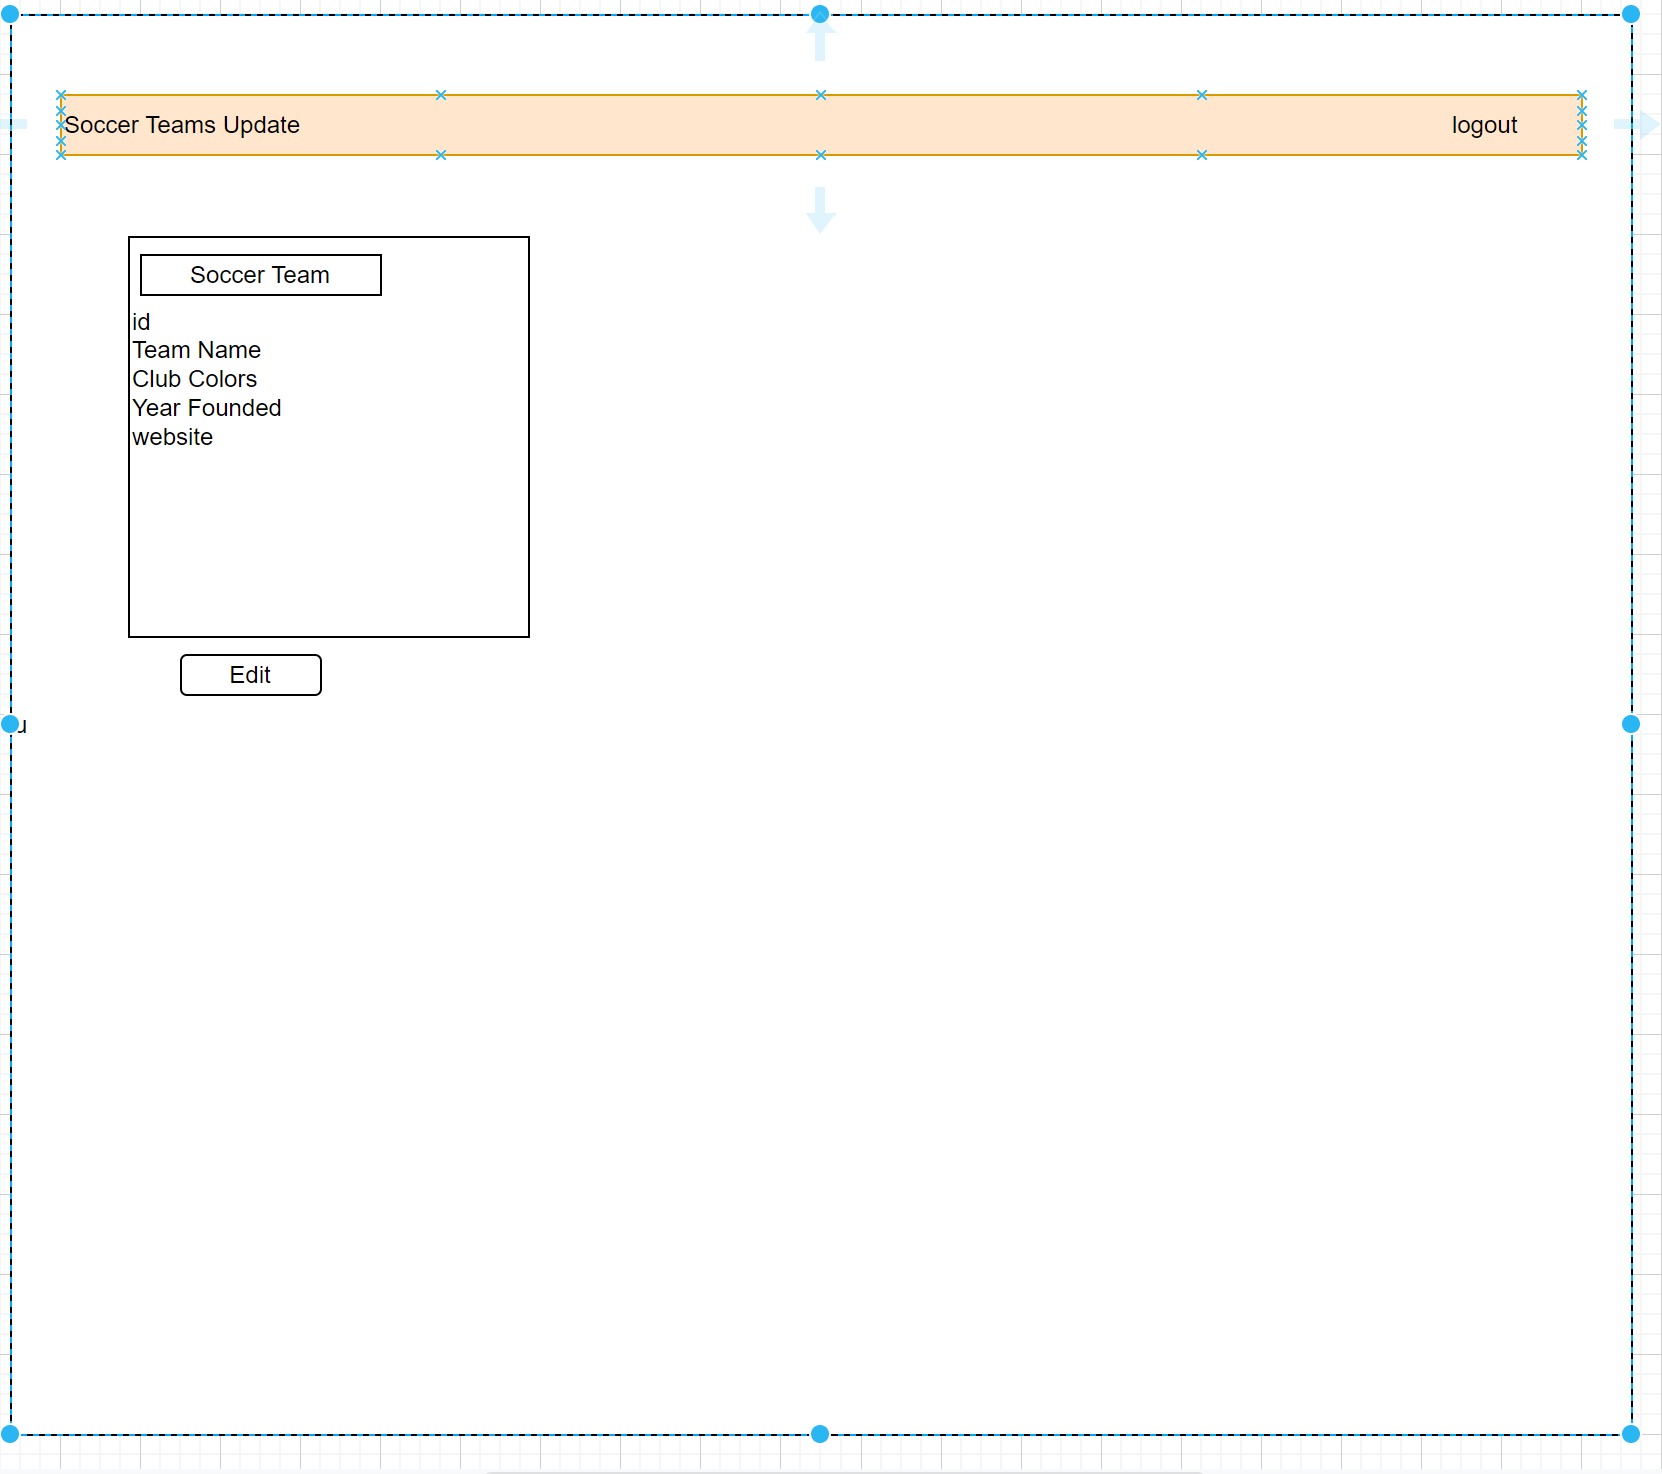 Soccer Teams Update logout
Soccer Team
id
Team Name
Club Colors
Year Founded
website
Edit
u